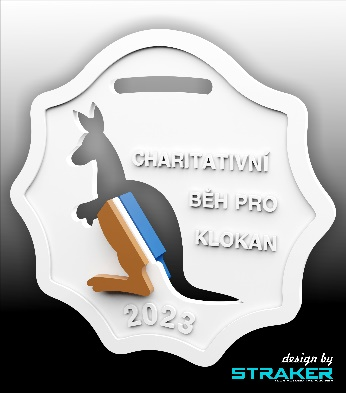 CHARITATIVNÍ
BĚH PRO
KLOKAN
2023
design by
STRAKER